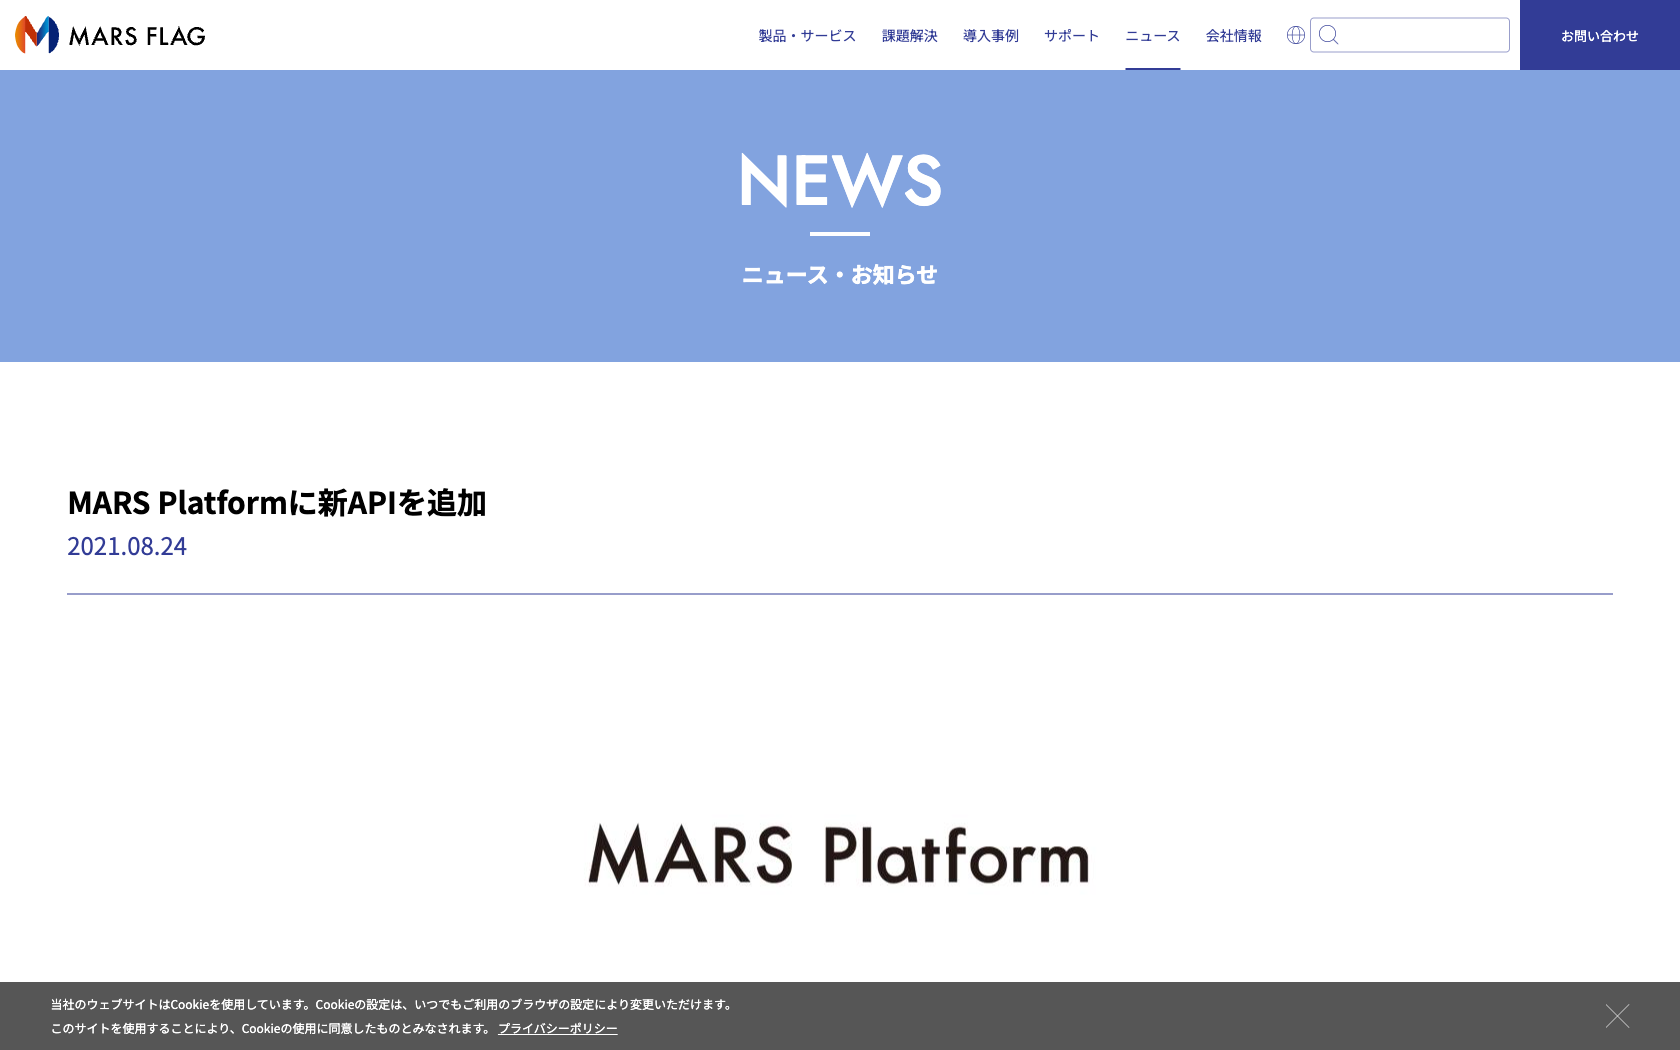 MARS FLAG
製品・サービス 課題解決 導入事例 サポート ニュース 会社情報
お問い合わせ
NEWS
ニュース・お知らせ
MARS Platformに新APIを追加
2021.08.24
MARS Platform
当社のウェブサイトはCookieを使用しています。Cookieの設定は、いつでもご利用のブラウザの設定により変更いただけます。
このサイトを使用することにより、Cookieの使用に同意したものとみなされます。 プライバシーポリシー